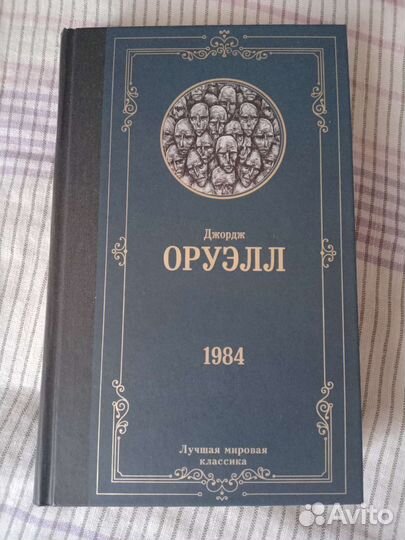 Джордж
ОРУЭЛЛ
1984
Лучшая мировая
классика
Avito